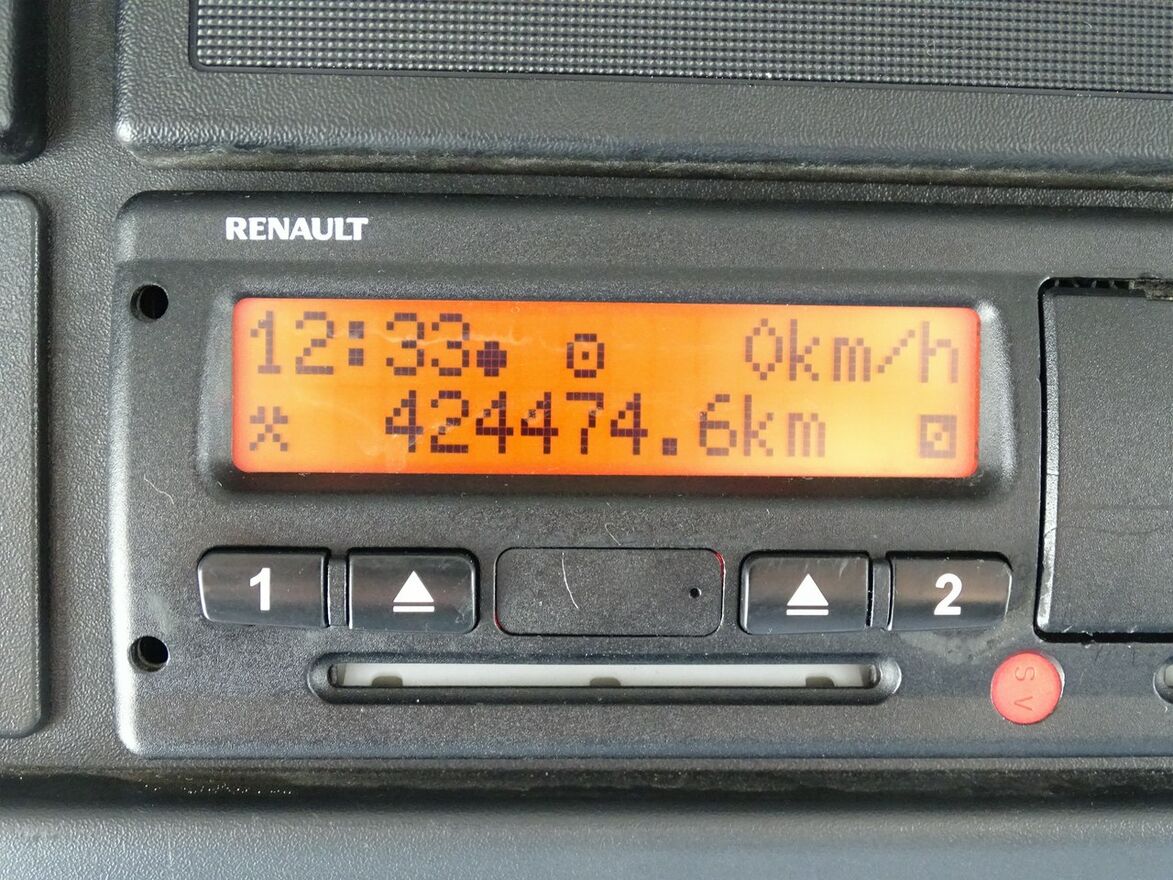 RENAULT
12:33 0km/h
424474.6km
1 2
S V